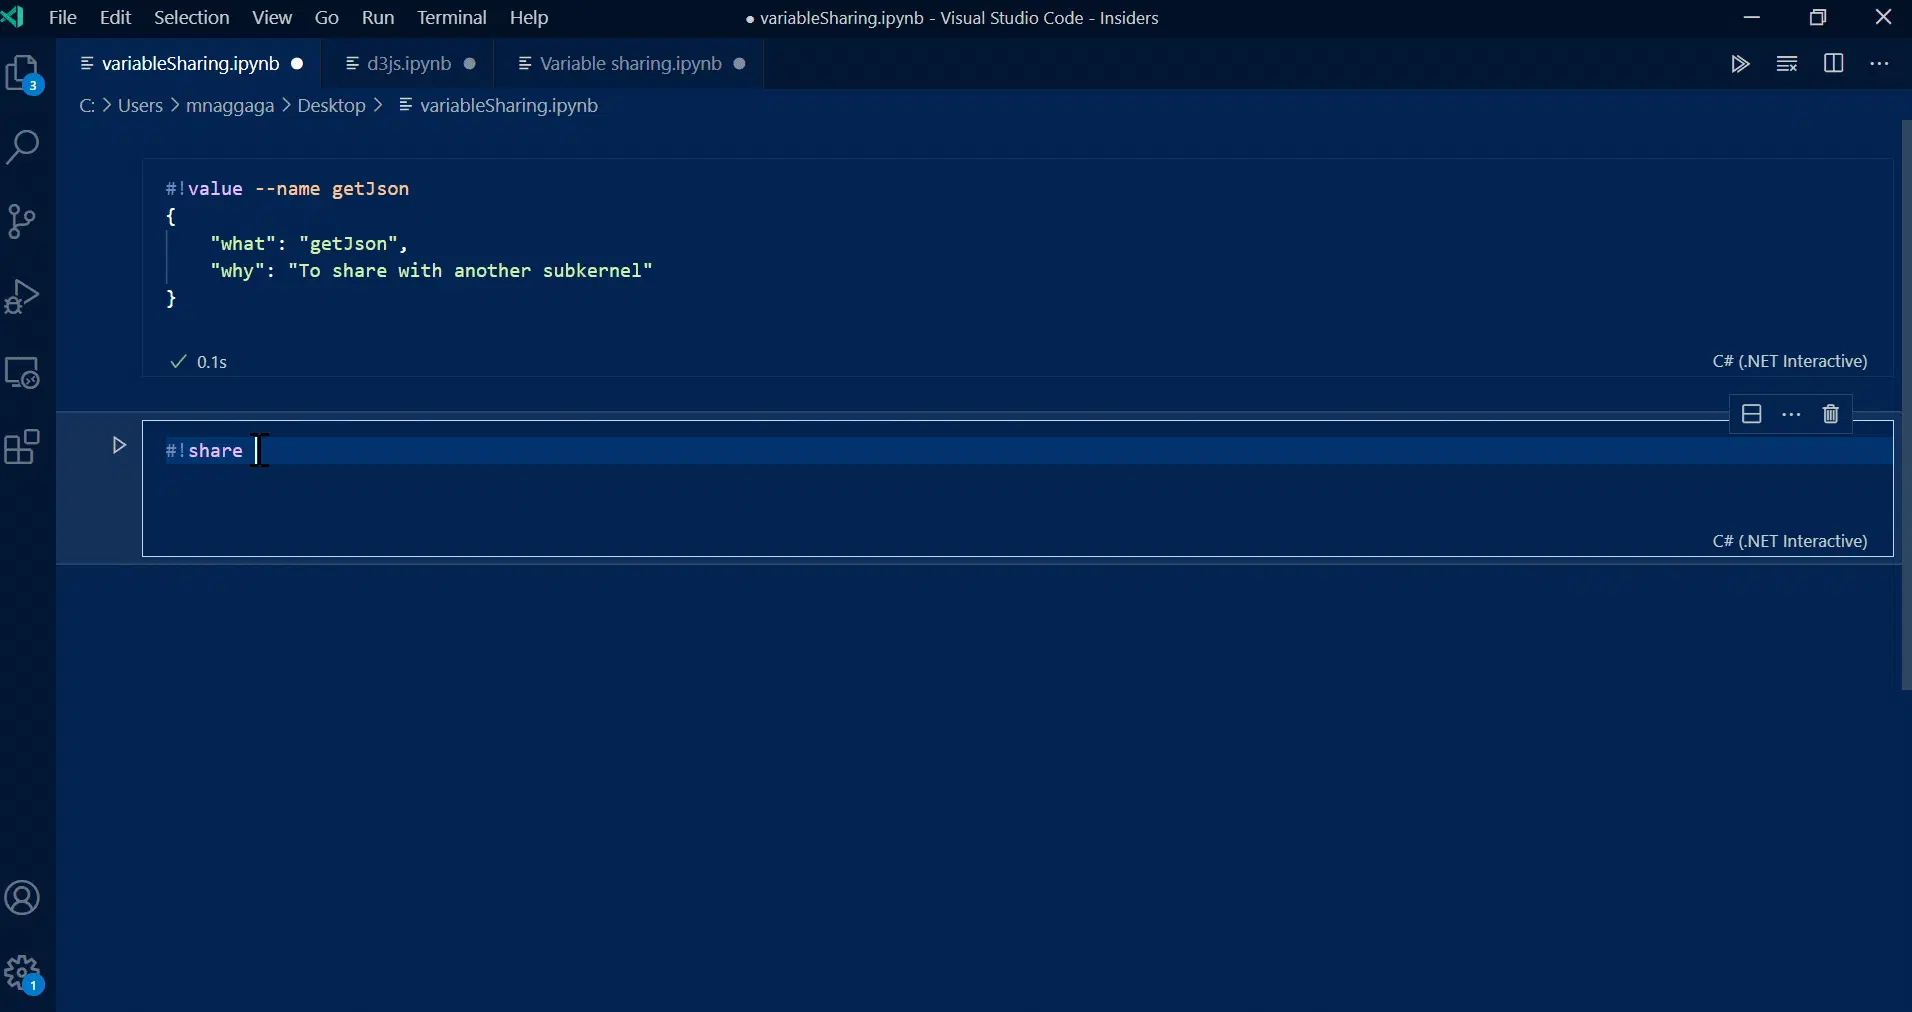 File Edit Selection View Go Run Terminal Help
● variableSharing.ipynb - Visual Studio Code - Insiders
variableSharing.ipynb ● d3js.ipynb ● Variable sharing.ipynb ●
3
C: > Users > mnaggaga > Desktop > variableSharing.ipynb
#!value --name getJson
{
"what": "getJson",
"why": "To share with another subkernel"
}
✓ 0.1s
C# (.NET Interactive)
#!share
C# (.NET Interactive)
1